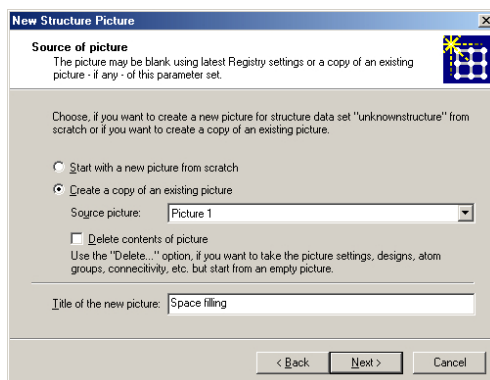 New Structure Picture
Source of picture
The picture may be blank using latest Registry settings or a copy of an existing
picture - if any - of this parameter set.
Choose, if you want to create a new picture for structure data set "unknownstructure" from
scratch or if you want to create a copy of an existing picture.
Start with a new picture from scratch
Create a copy of an existing picture
Source picture: Picture 1
Delete contents of picture
Use the "Delete..." option, if you want to take the picture settings, designs, atom
groups, connecitivity, etc. but start from an empty picture.
Title of the new picture: Space filling
< Back Next > Cancel